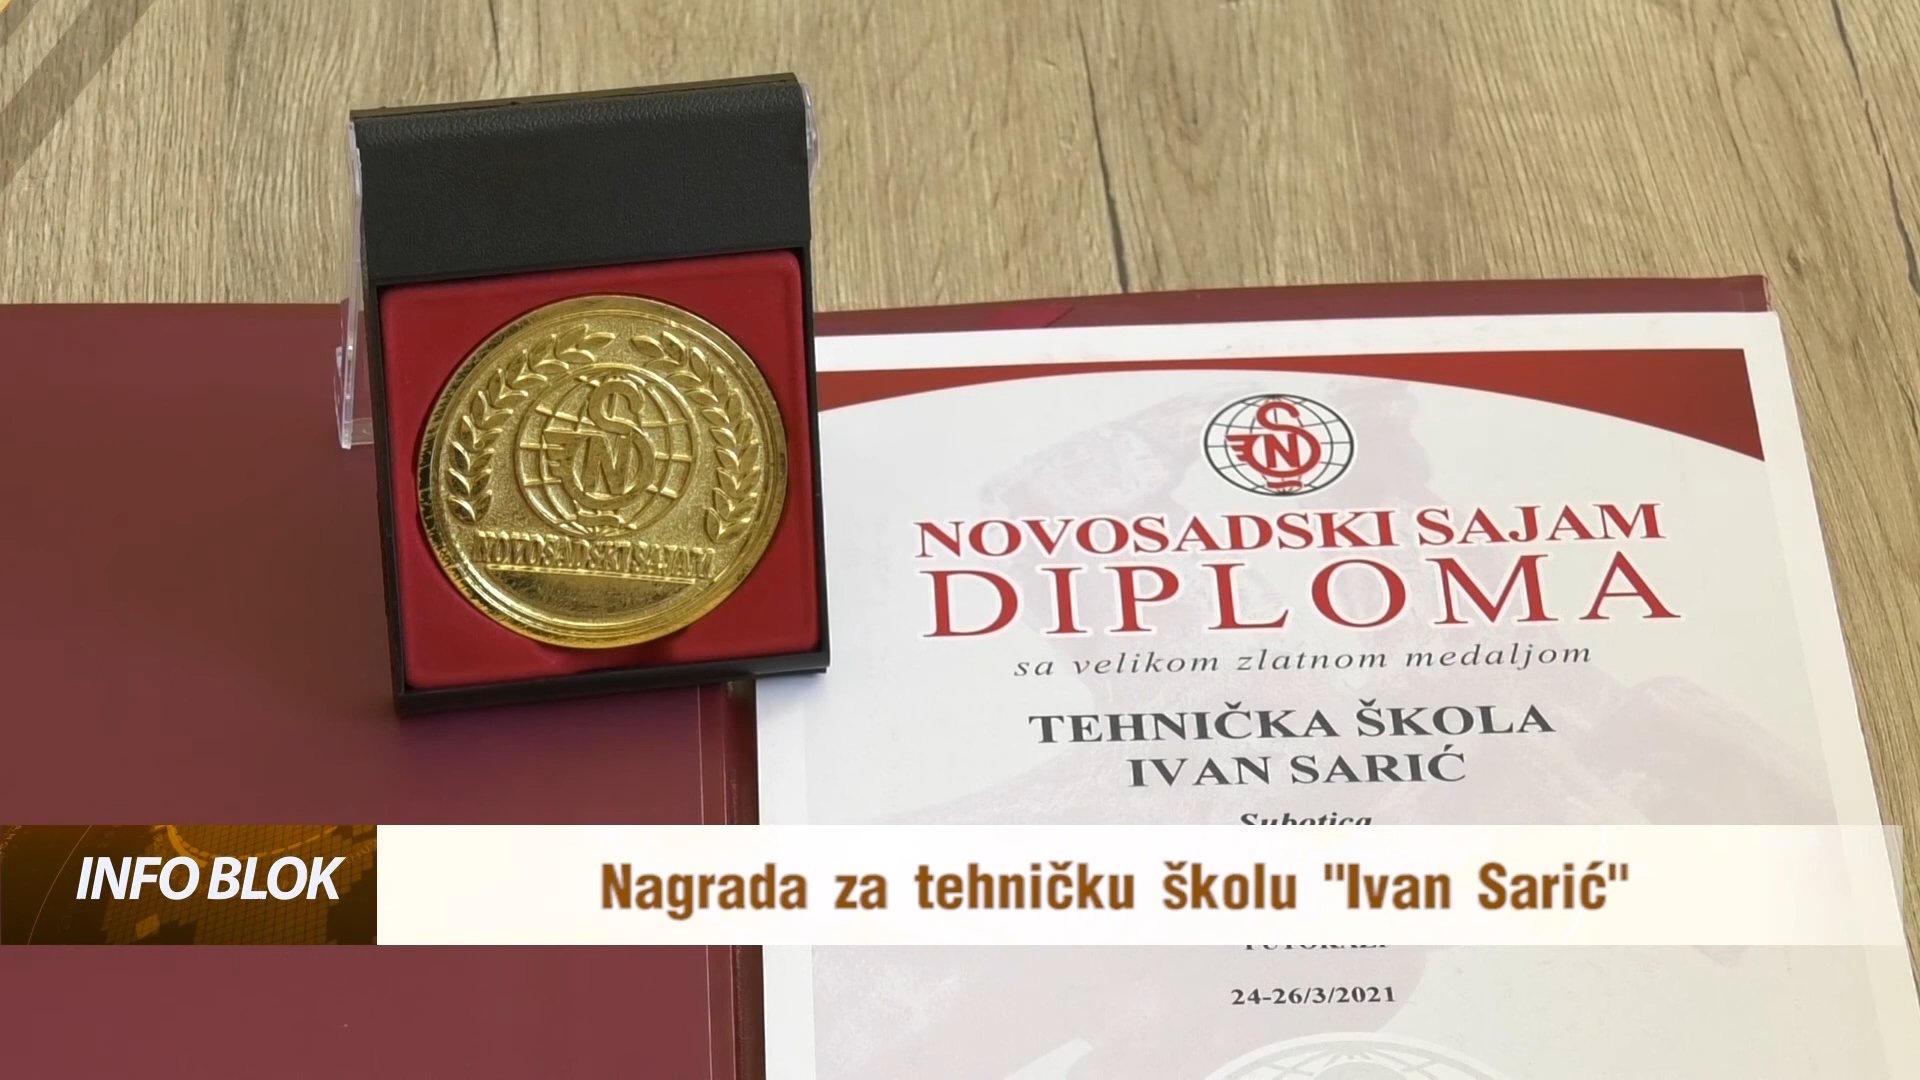 NOVOSADSKI SAJAM
NOVOSADSKI SAJAM
DIPLOMA
sa velikom zlatnom medaljom
TEHNIČKA ŠKOLA
IVAN SARIĆ
Subotica
INFO BLOK
Nagrada za tehničku školu "Ivan Sarić"
24-26/3/2021